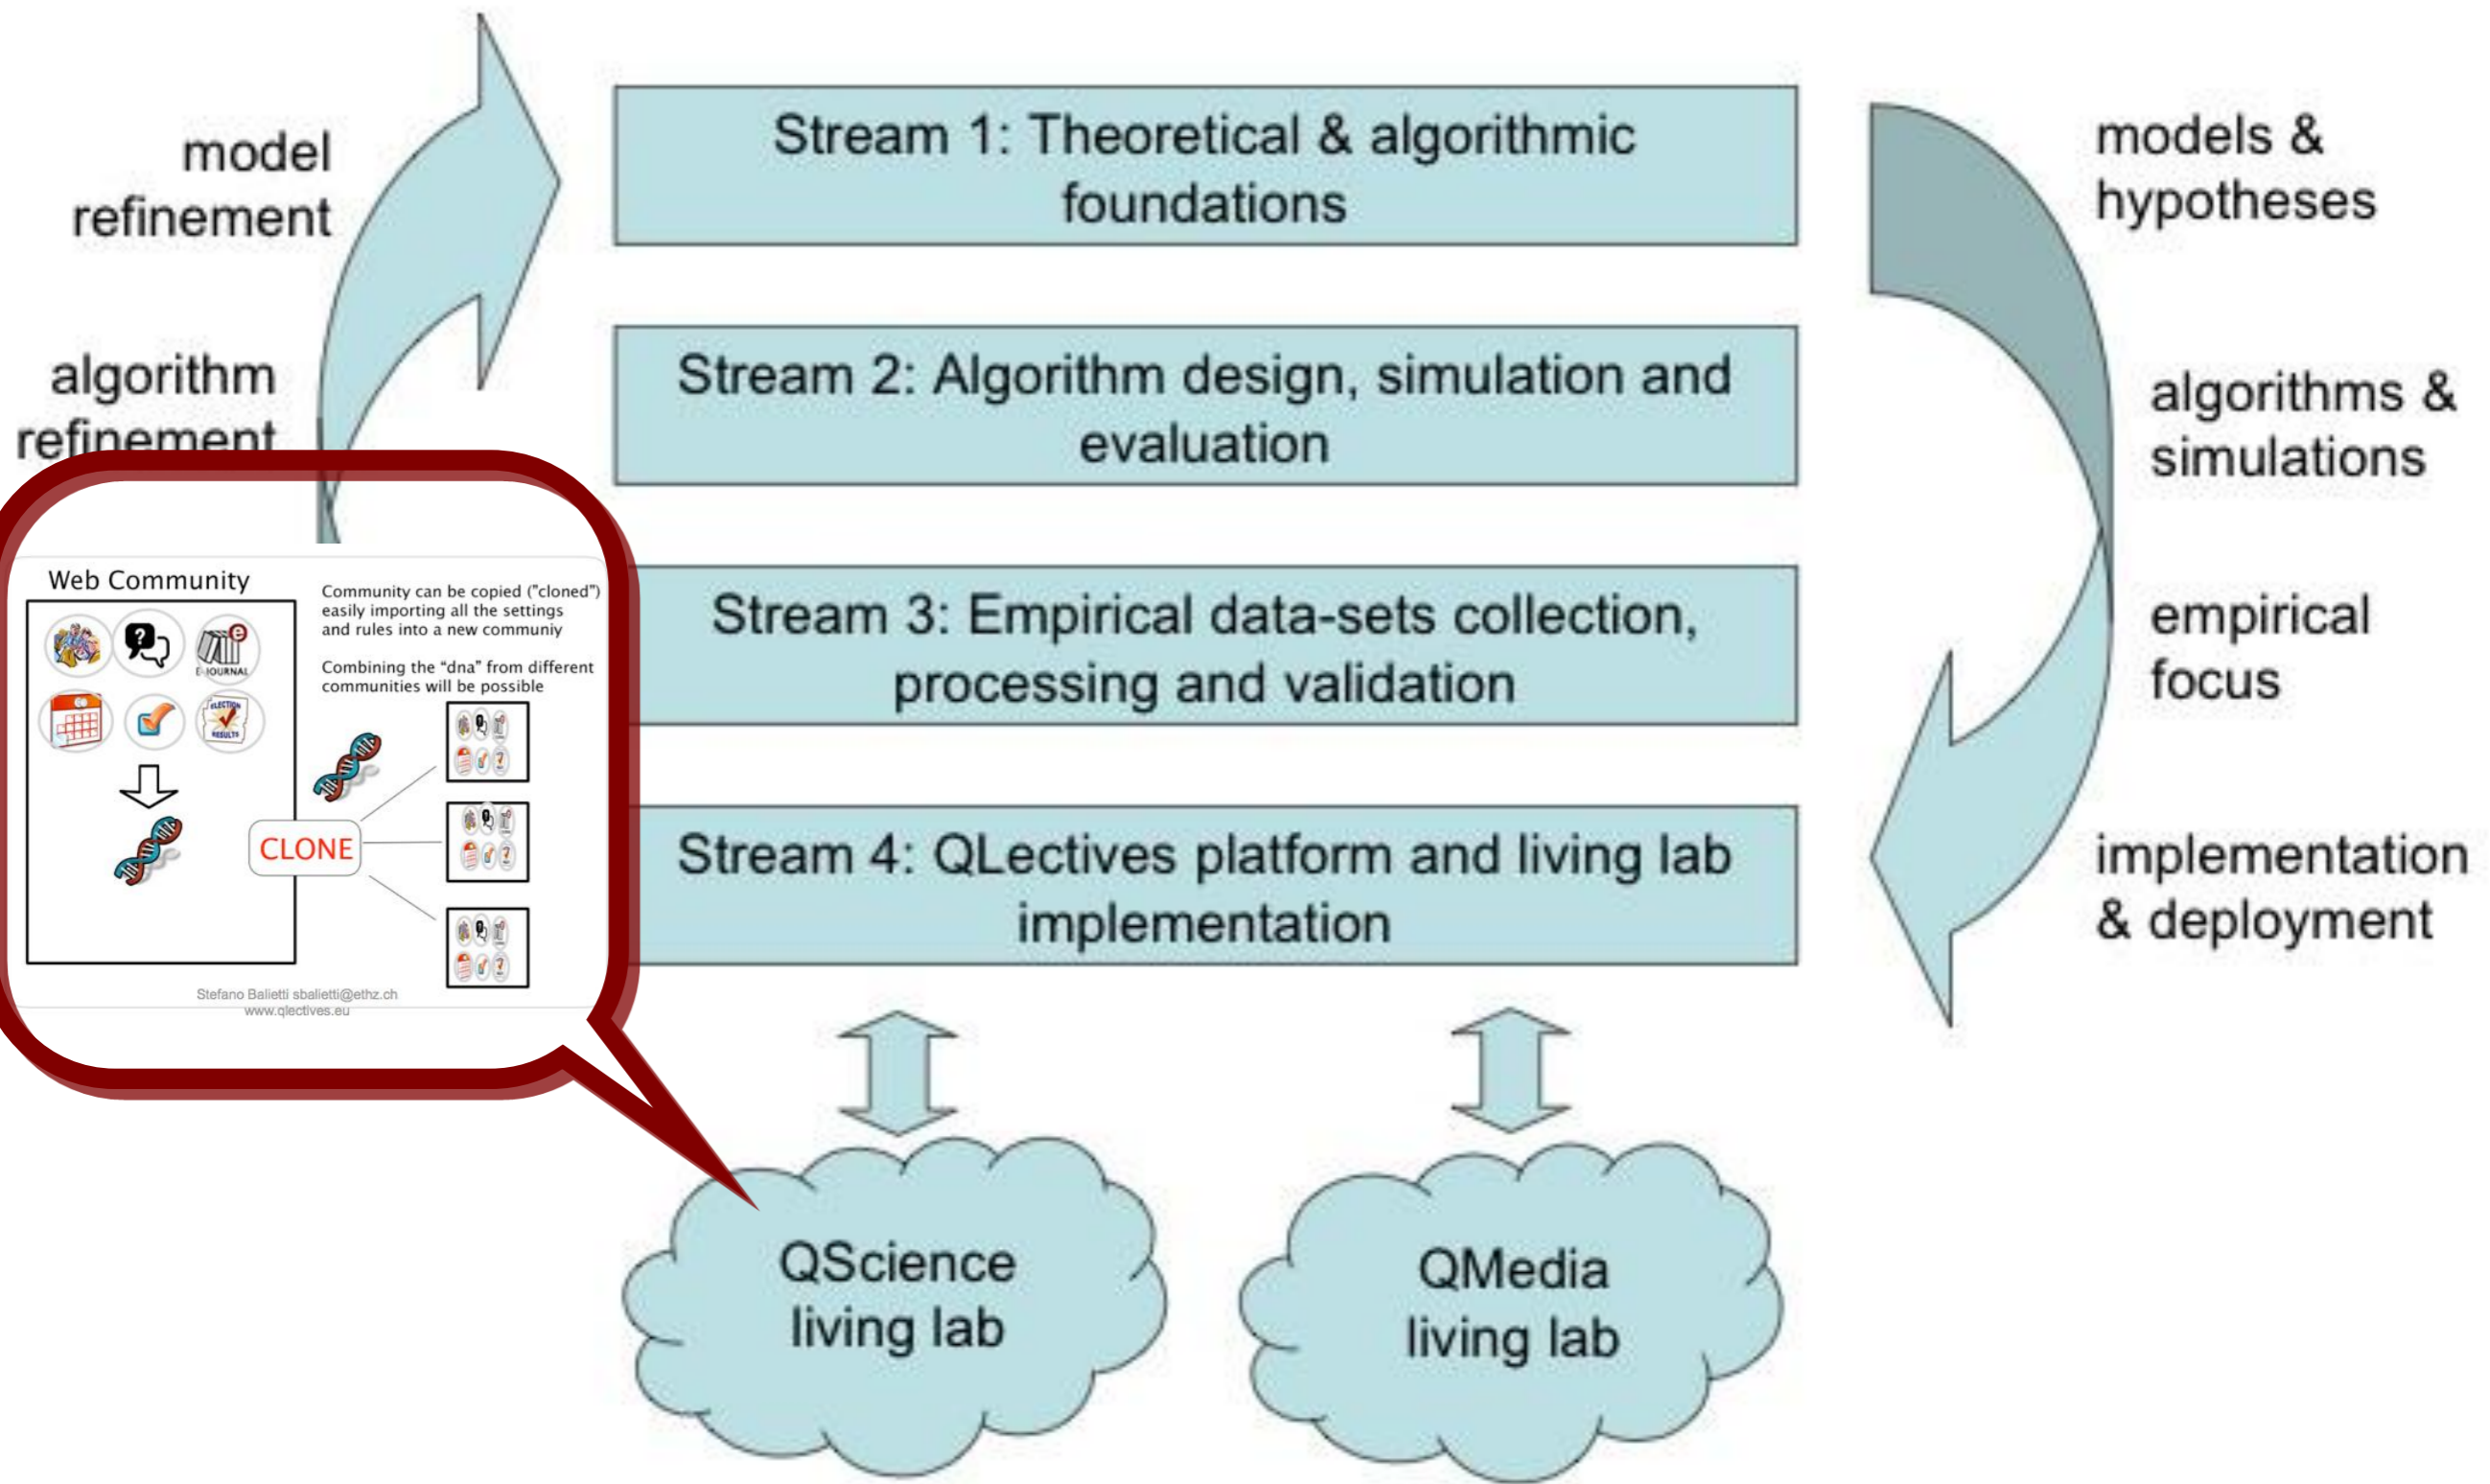 model
refinement
algorithm
refinement
Stream 1: Theoretical & algorithmic
foundations
Stream 2: Algorithm design, simulation and
evaluation
Stream 3: Empirical data-sets collection,
processing and validation
Stream 4: QLectives platform and living lab
implementation
models &
hypotheses
algorithms &
simulations
empirical
focus
implementation
& deployment
Web Community
E-JOURNAL
ELECTION
RESULTS
Community can be copied ("cloned")
easily importing all the settings
and rules into a new communiy
Combining the “dna” from different
communities will be possible
CLONE
Stefano Balietti sbalietti@ethz.ch
www.qlectives.eu
QScience
living lab
QMedia
living lab